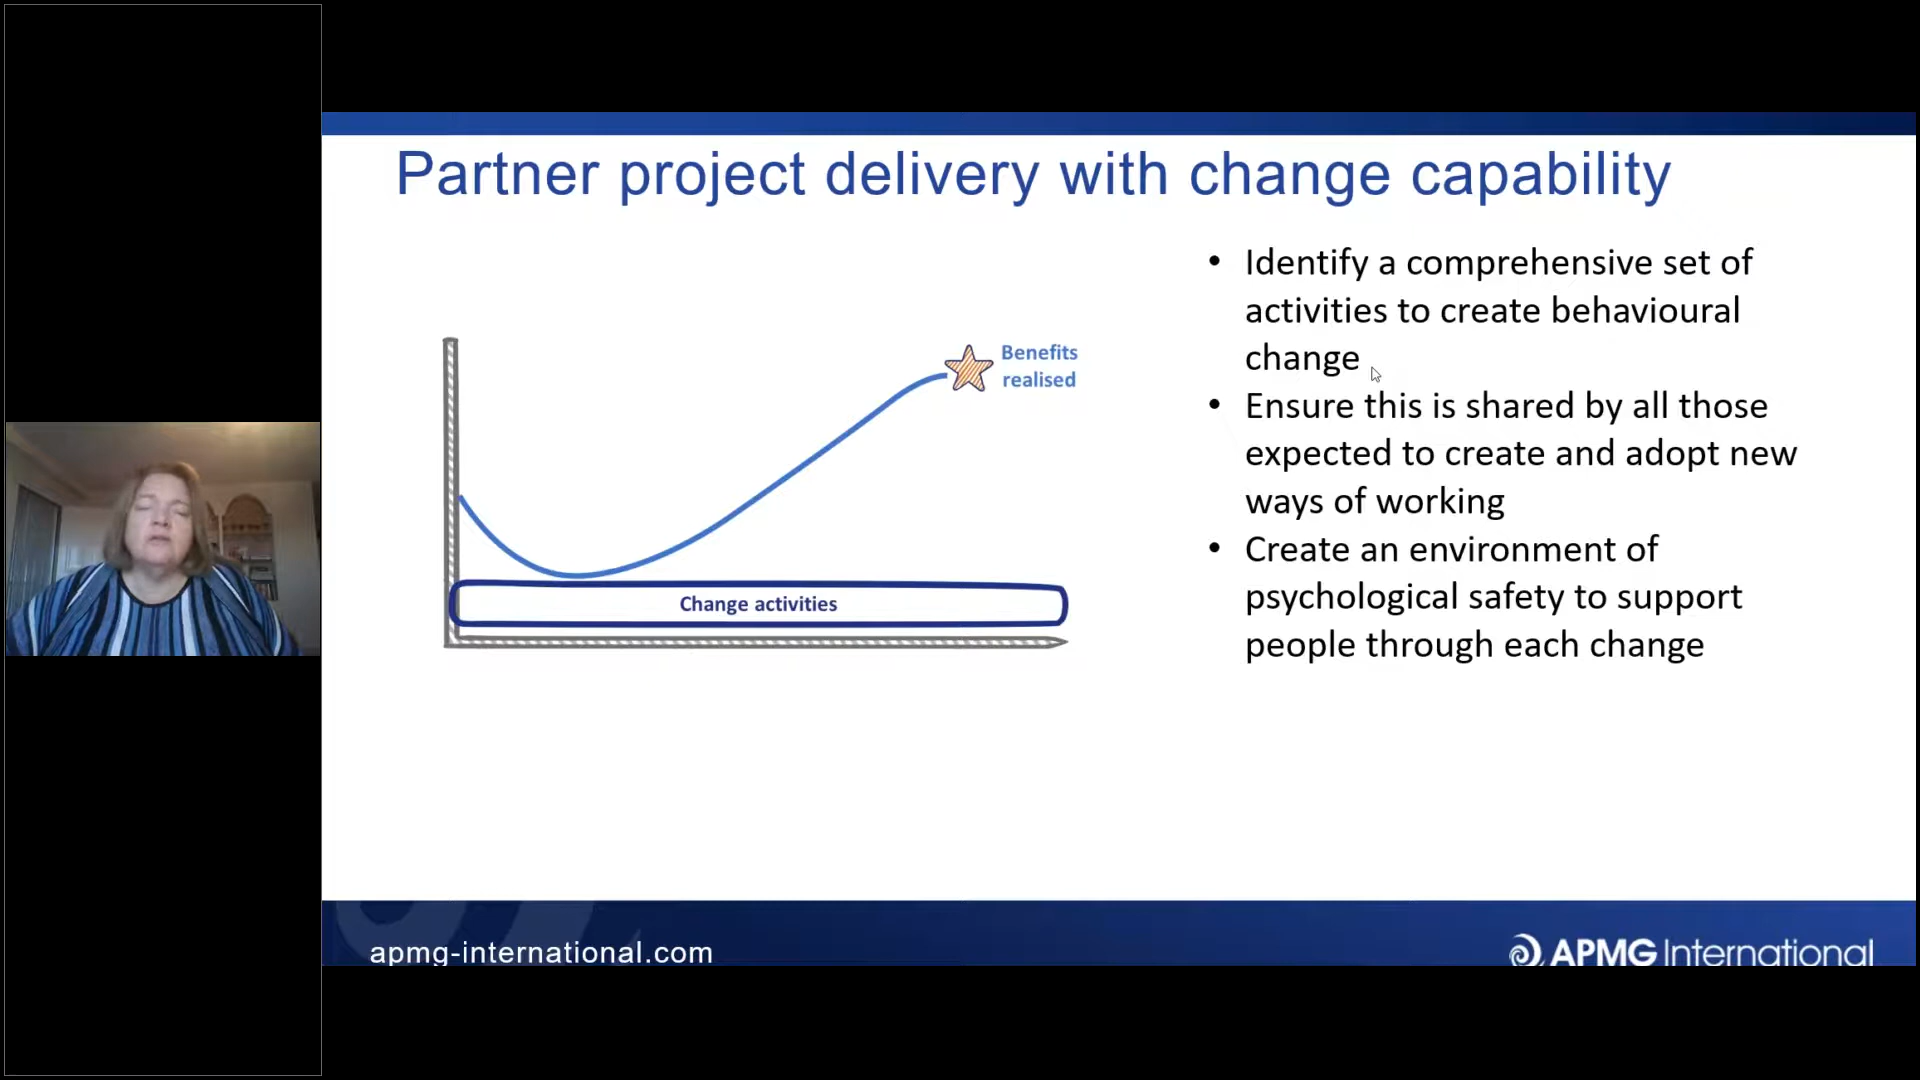 Partner project delivery with change capability
Benefits
realised
Change activities
• Identify a comprehensive set of
activities to create behavioural
change
• Ensure this is shared by all those
expected to create and adopt new
ways of working
• Create an environment of
psychological safety to support
people through each change
apmg-international.com
APMG International